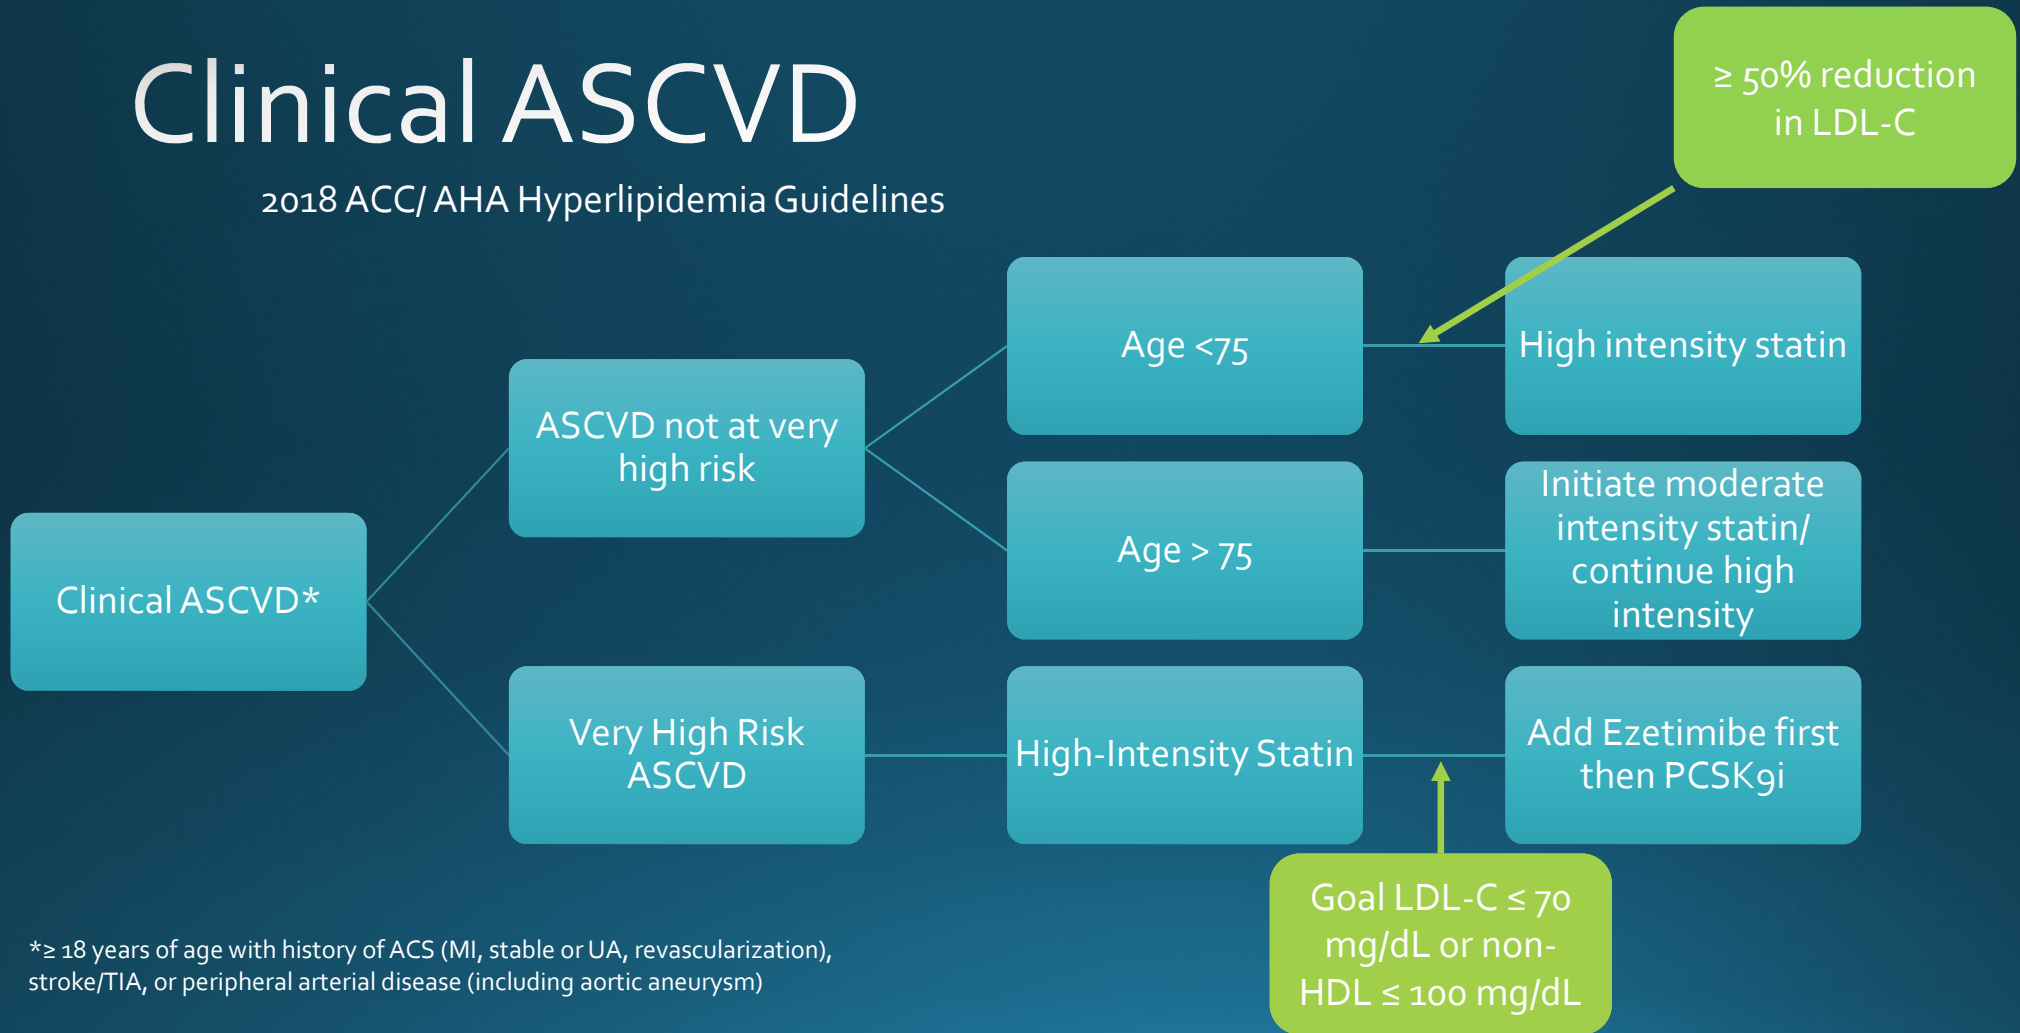 Clinical ASCVD
2018 ACC/ AHA Hyperlipidemia Guidelines
≥ 50% reduction
in LDL-C
Clinical ASCVD*
ASCVD not at very
high risk
Age <75
High intensity statin
Age > 75
Initiate moderate
intensity statin/
continue high
intensity
Very High Risk
ASCVD
High-Intensity Statin
Add Ezetimibe first
then PCSK9i
Goal LDL-C ≤ 70
mg/dL or non-
HDL ≤ 100 mg/dL
*≥ 18 years of age with history of ACS (MI, stable or UA, revascularization),
stroke/TIA, or peripheral arterial disease (including aortic aneurysm)